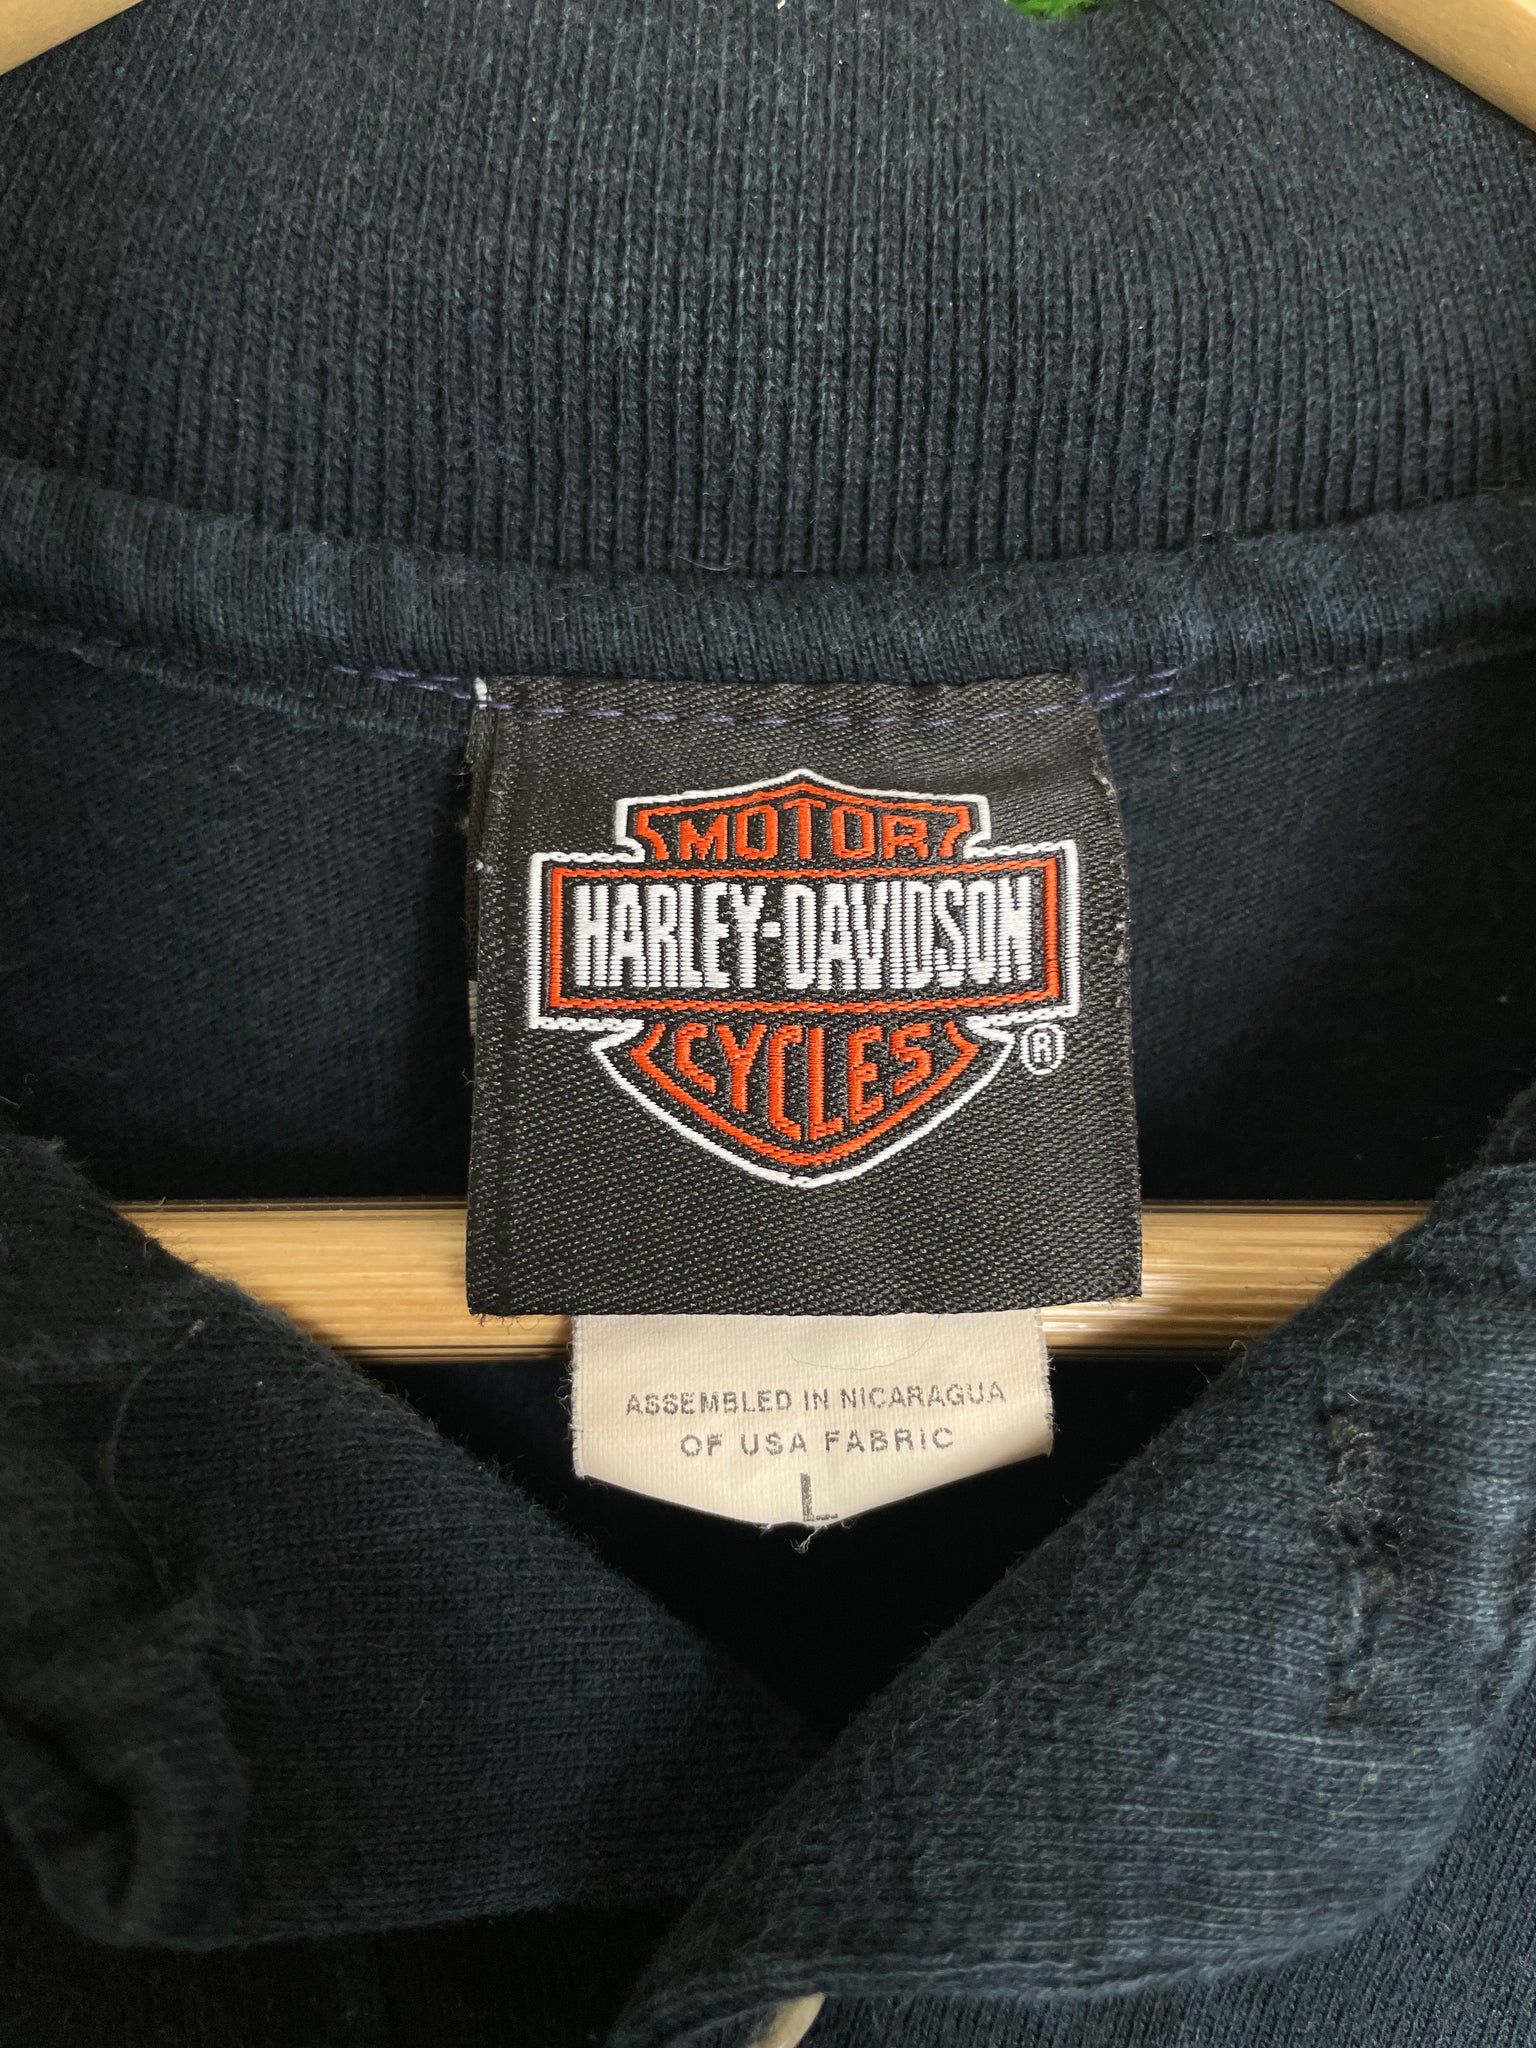 MOTOR
HARLEY-DAVIDSON
CYCLES
®
ASSEMBLED IN NICARAGUA
OF USA FABRIC
L